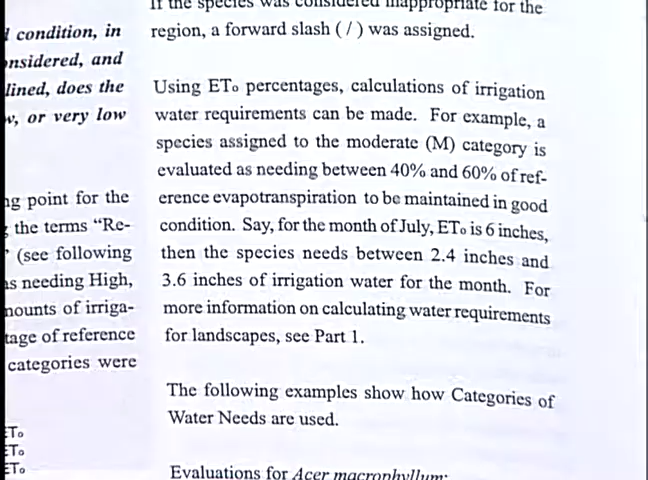 condition, in
considered, and
lined, does the
or very low
ng point for the
the terms “Re-
(see following
as needing High,
mounts of irriga-
tage of reference
categories were
ETo
ETo
ETo
If the species was considered inappropriate for the
region, a forward slash ( / ) was assigned.
Using ETo percentages, calculations of irrigation
water requirements can be made. For example, a
species assigned to the moderate (M) category is
evaluated as needing between 40% and 60% of ref-
erence evapotranspiration to be maintained in good
condition. Say, for the month of July, ETo is 6 inches,
then the species needs between 2.4 inches and
3.6 inches of irrigation water for the month. For
more information on calculating water requirements
for landscapes, see Part 1.
The following examples show how Categories of
Water Needs are used.
Evaluations for Acer macrophyllum: